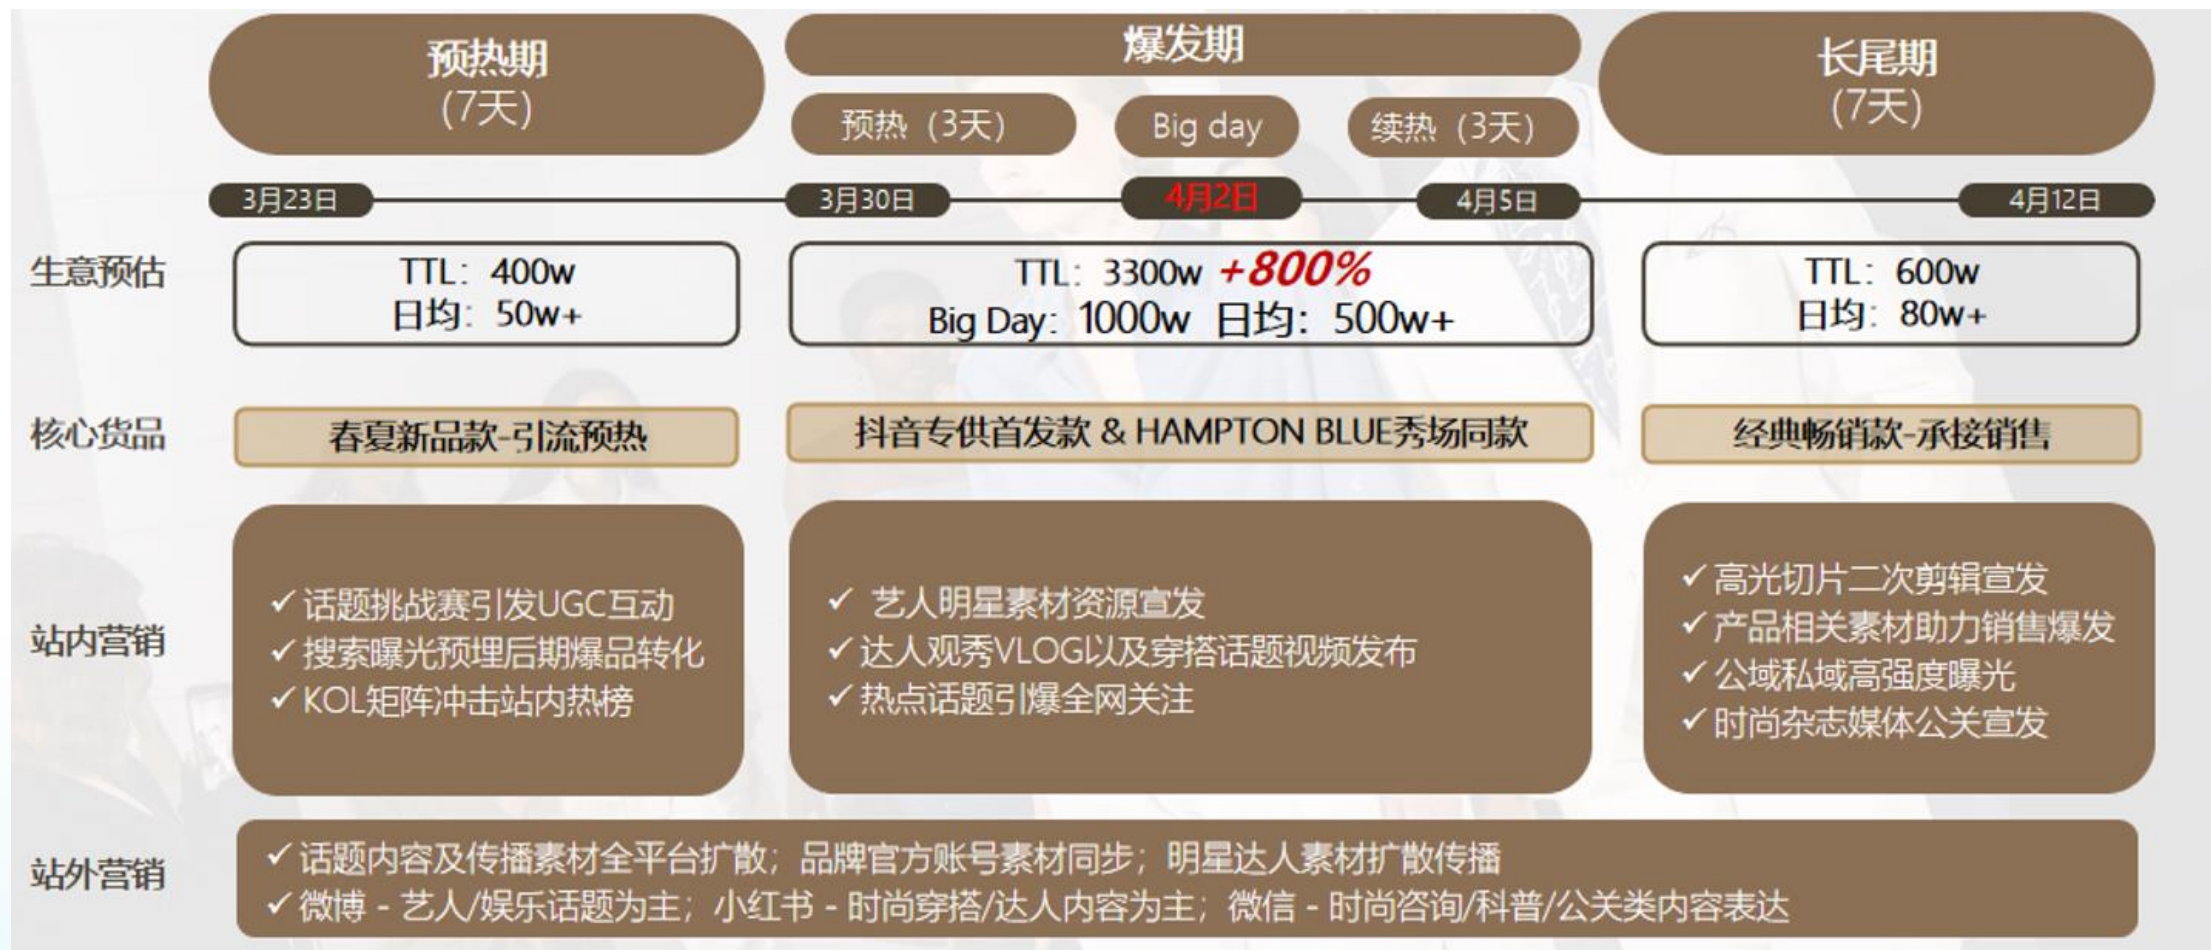 预热期
(7天)
爆发期
预热（3天）
Big day
续热（3天）
长尾期
(7天)
3月23日
3月30日
4月2日
4月5日
4月12日
生意预估
TTL：400w
日均：50w+
TTL：3300w +800%
Big Day：1000w 日均：500w+
TTL：600w
日均：80w+
核心货品
春夏新品款-引流预热
抖音专供首发款 & HAMPTON BLUE秀场同款
经典畅销款-承接销售
站内营销
✓ 话题挑战赛引发UGC互动
✓ 搜索曝光预埋后期爆品转化
✓ KOL矩阵冲击站内热榜
✓ 艺人明星素材资源宣发
✓ 达人观秀VLOG以及穿搭话题视频发布
✓ 热点话题引爆全网关注
✓ 高光切片二次剪辑宣发
✓ 产品相关素材助力销售爆发
✓ 公域私域高强度曝光
✓ 时尚杂志媒体公关宣发
站外营销
✓ 话题内容及传播素材全平台扩散；品牌官方账号素材同步；明星达人素材扩散传播
✓ 微博 - 艺人/娱乐话题为主；小红书 - 时尚穿搭/达人内容为主；微信 - 时尚咨询/科普/公关类内容表达